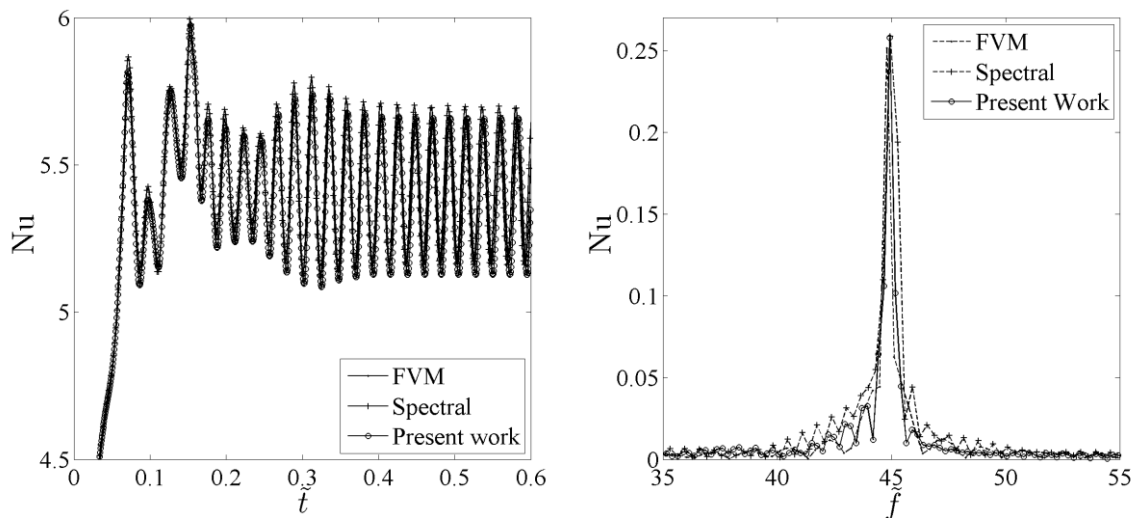 6
5.5
5
4.5
Nu
0
0.1
0.2
0.3
0.4
0.5
0.6
t̃
FVM
Spectral
Present work
0.25
0.2
0.15
0.1
0.05
0
Nu
35
40
45
50
55
f̃
FVM
Spectral
Present Work